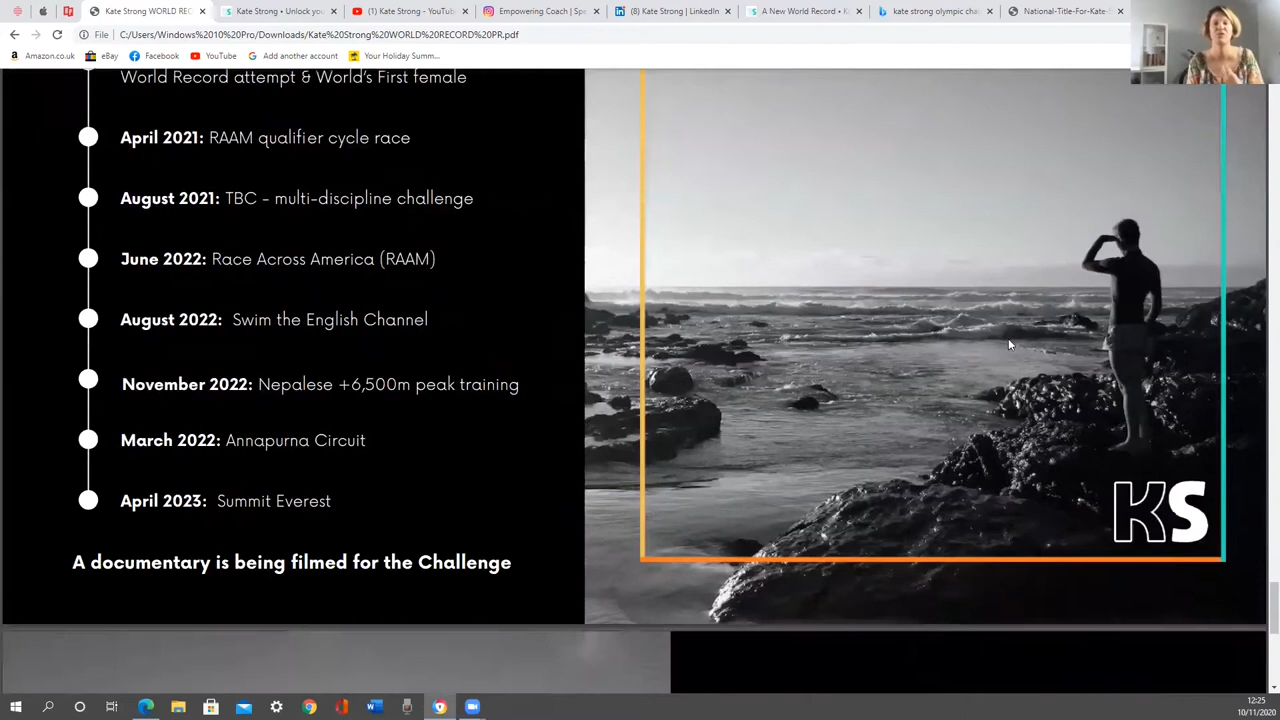 Kate Strong WORLD REC
Kate Strong • Unlock you
(1) Kate Strong - YouTube
Empowering Coach | Spe
(8) Kate Strong | LinkedIn
A New World Record • Ka
kate strong olympic chan
National-Title-For-Kate-S
File
C:/Users/Windows%2010%20Pro/Downloads/Kate%20Strong%20WORLD%20RECORD%20PR.pdf
Amazon.co.uk
eBay
Facebook
YouTube
Add another account
Your Holiday Summ...
World Record attempt & World's First female
April 2021: RAAM qualifier cycle race
August 2021: TBC - multi-discipline challenge
June 2022: Race Across America (RAAM)
August 2022: Swim the English Channel
November 2022: Nepalese +6,500m peak training
March 2022: Annapurna Circuit
April 2023: Summit Everest
A documentary is being filmed for the Challenge
KS
12:25
10/11/2020